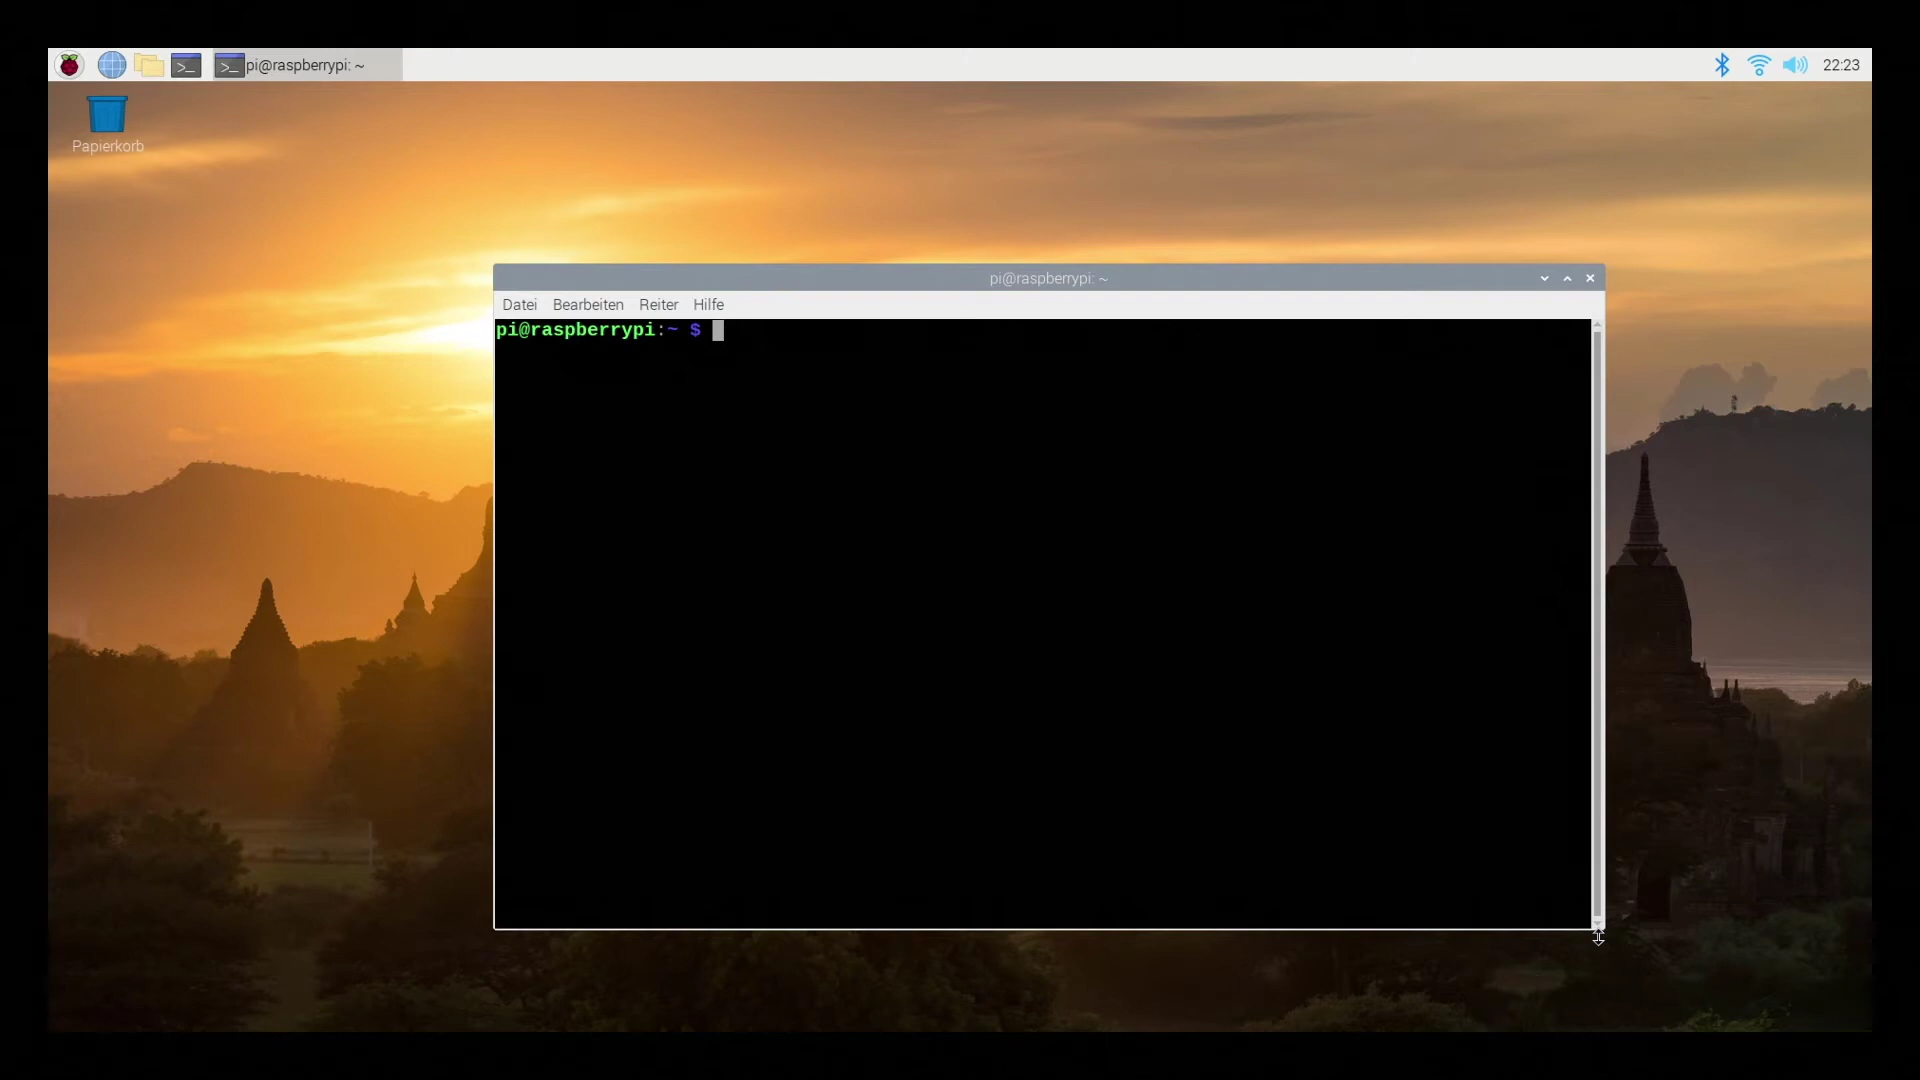 pi@raspberrypi: ~
22:23
Papierkorb
pi@raspberrypi: ~
Datei Bearbeiten Reiter Hilfe
pi@raspberrypi:~ $